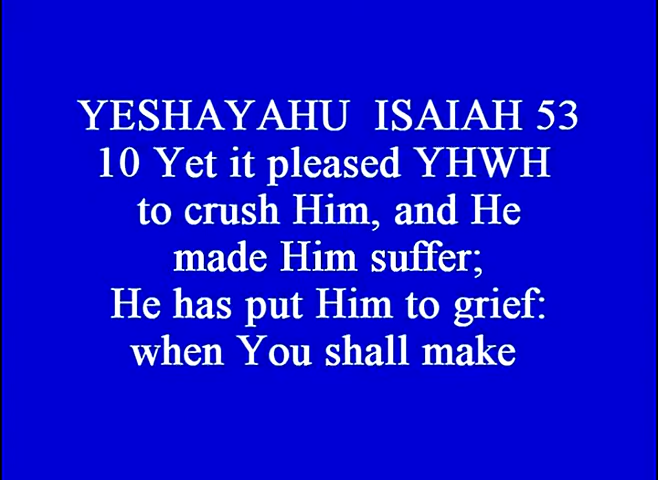 YESHAYAHU ISAIAH 53
10 Yet it pleased YHWH
to crush Him, and He
made Him suffer;
He has put Him to grief:
when You shall make